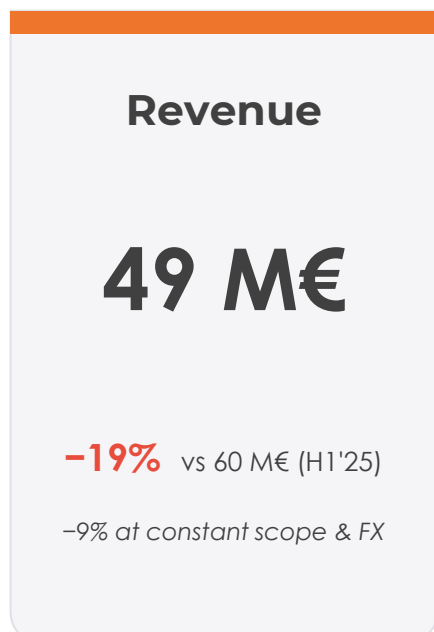 Revenue
49 M€
−19% vs 60 M€ (H1'25)
−9% at constant scope & FX